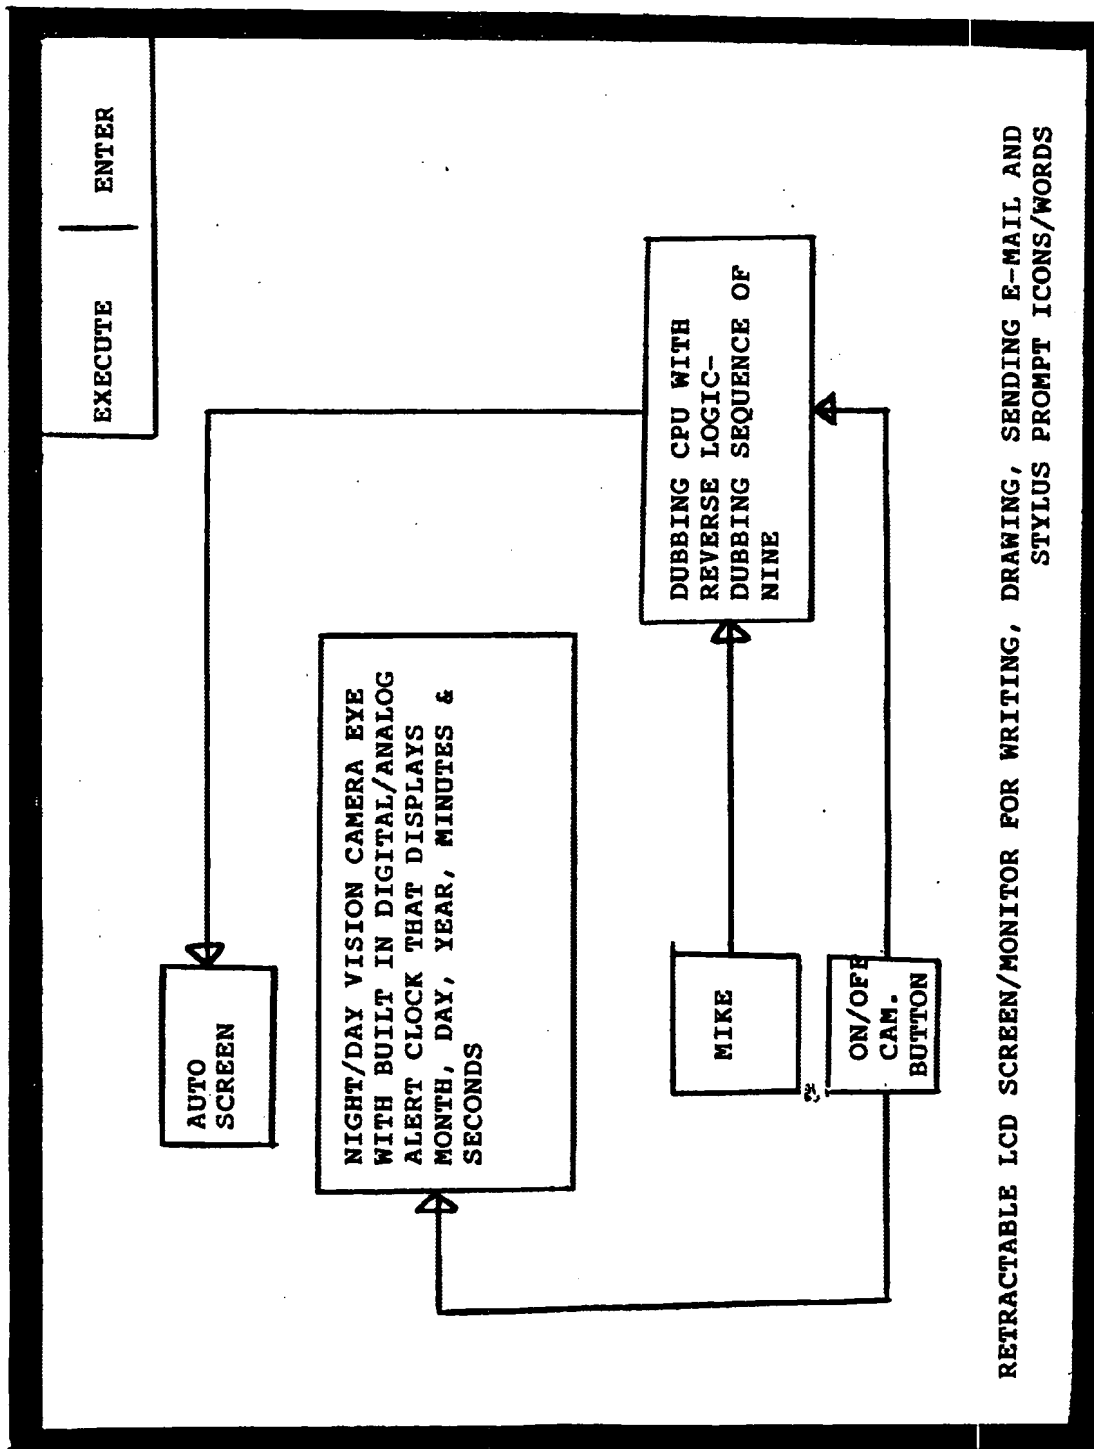 EXECUTE | ENTER
AUTO
SCREEN
NIGHT/DAY VISION CAMERA EYE
WITH BUILT IN DIGITAL/ANALOG
ALERT CLOCK THAT DISPLAYS
MONTH, DAY, YEAR, MINUTES &
SECONDS
DUBBING CPU WITH
REVERSE LOGIC-
DUBBING SEQUENCE OF
NINE
MIKE
ON/OFF
CAM.
BUTTON
RETRACTABLE LCD SCREEN/MONITOR FOR WRITING, DRAWING, SENDING E-MAIL AND
STYLUS PROMPT ICONS/WORDS